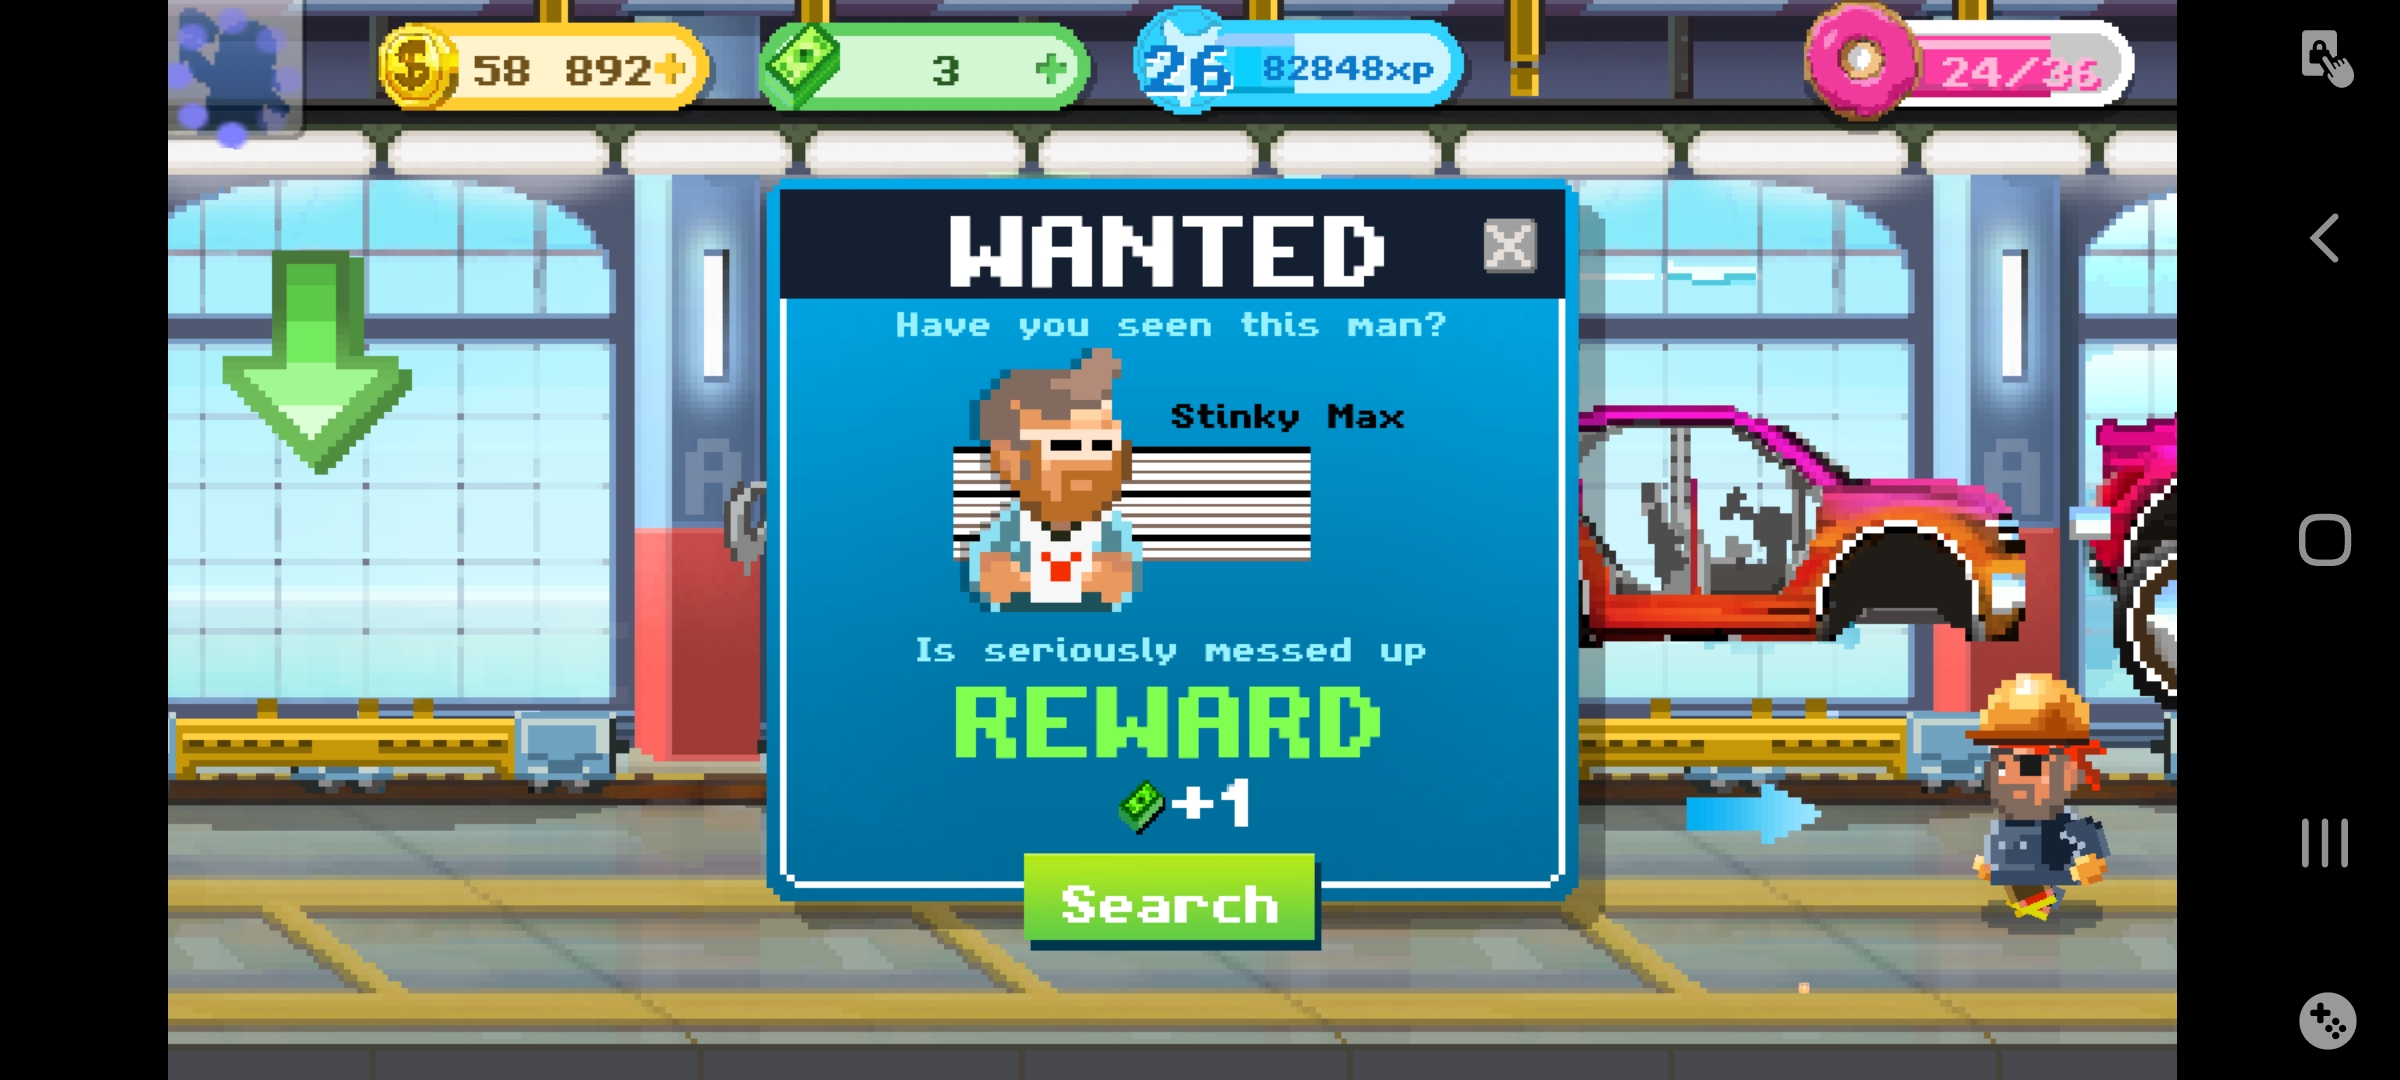 58 892+
3 +
26 82848xp
24/36
WANTED
Have you seen this man?
Stinky Max
Is seriously messed up
REWARD
+1
Search
A
A